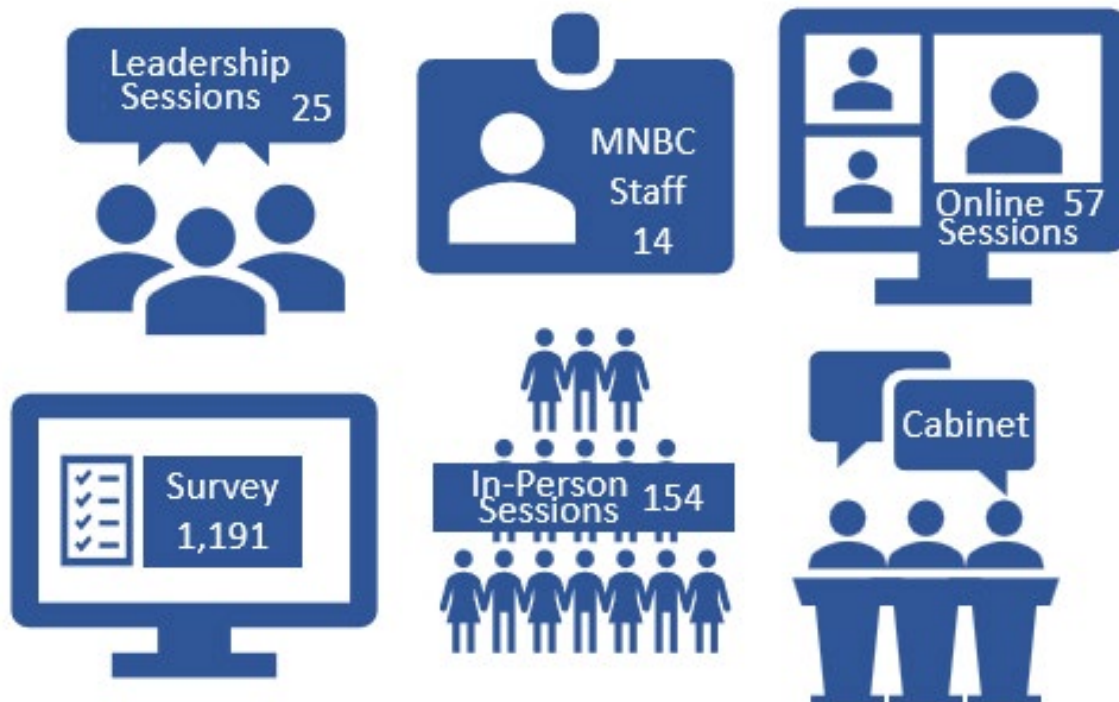 Leadership
Sessions 25
MNBC
Staff
14
Online 57
Sessions
Survey
1,191
In-Person
Sessions 154
Cabinet